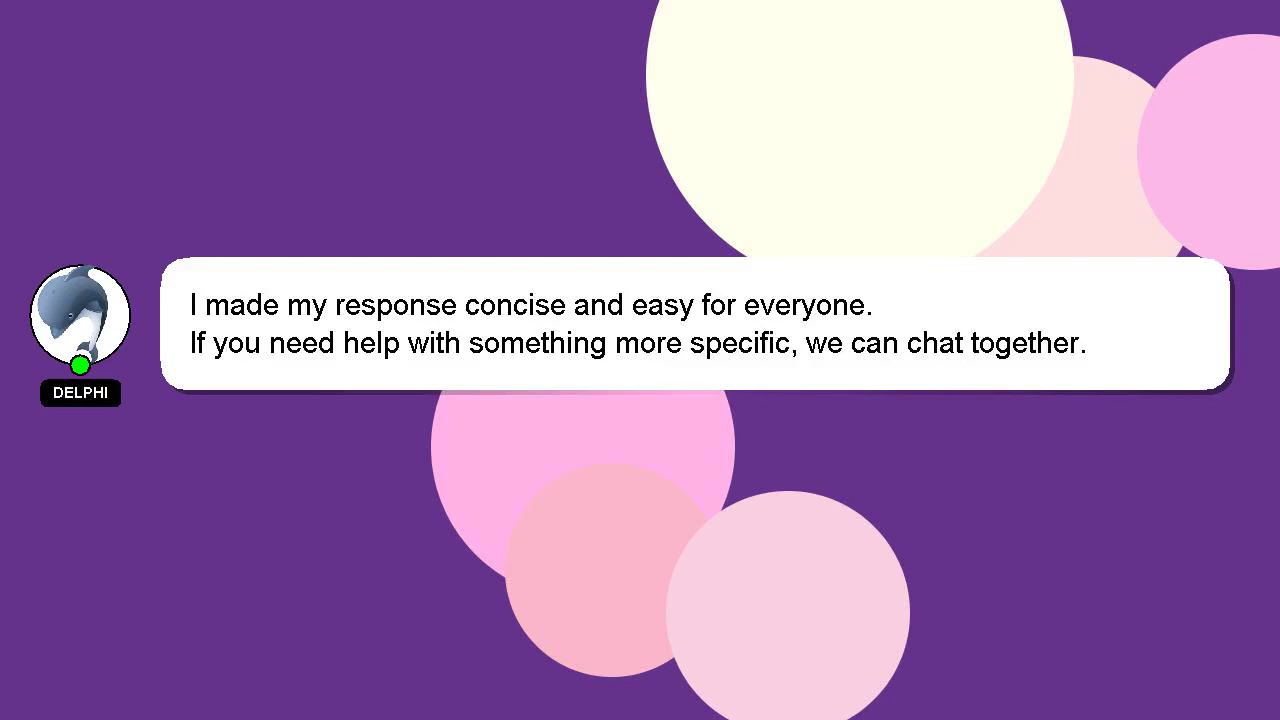 I made my response concise and easy for everyone.
If you need help with something more specific, we can chat together.
DELPHI